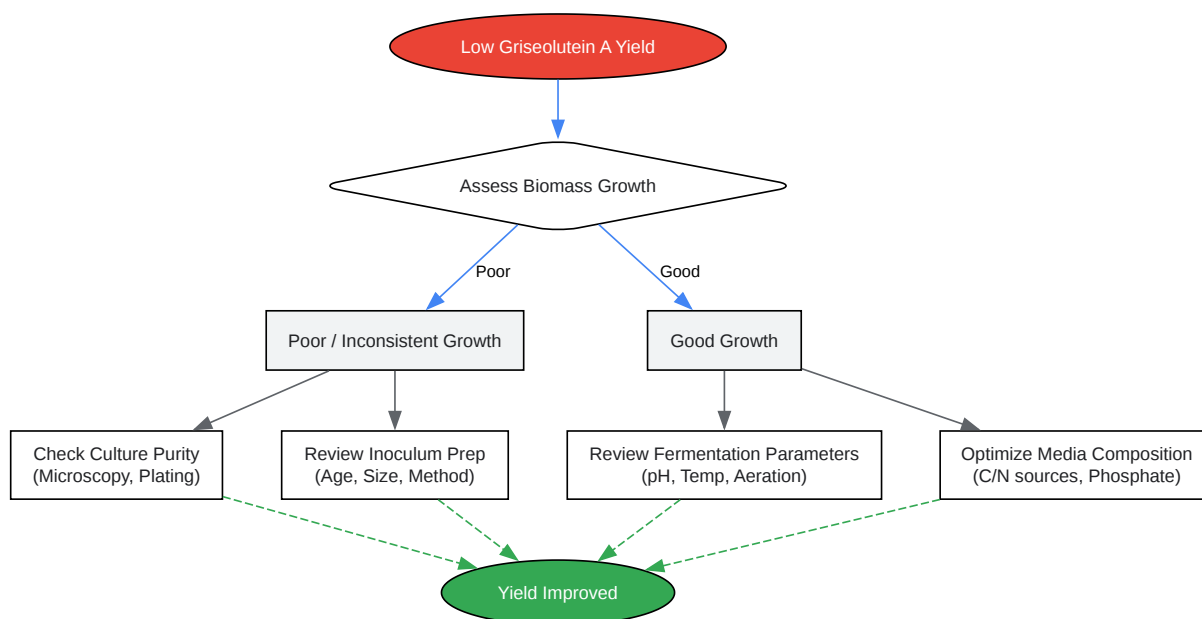 Low Griseolutein A Yield
Assess Biomass Growth
Poor
Good
Poor / Inconsistent Growth
Good Growth
Check Culture Purity
(Microscopy, Plating)
Review Inoculum Prep
(Age, Size, Method)
Review Fermentation Parameters
(pH, Temp, Aeration)
Optimize Media Composition
(C/N sources, Phosphate)
Yield Improved